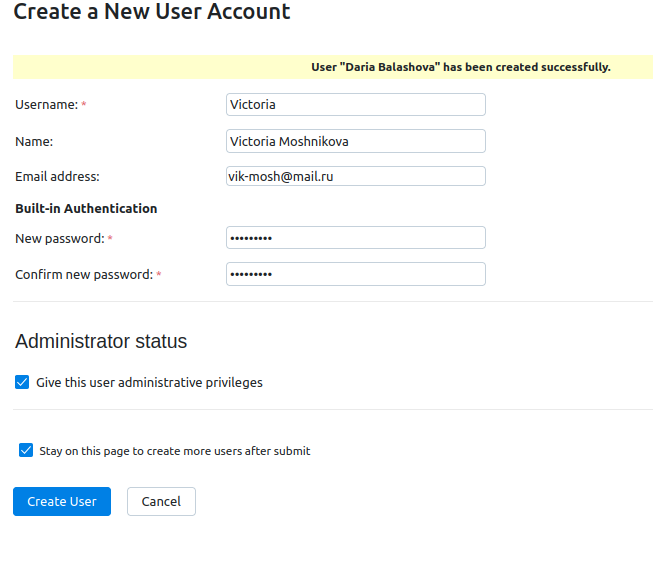 Create a New User Account
User "Daria Balashova" has been created successfully.
Username: * Victoria
Name: Victoria Moshnikova
Email address: vik-mosh@mail.ru
Built-in Authentication
New password: * •••••••••
Confirm new password: * •••••••••
Administrator status
Give this user administrative privileges
Stay on this page to create more users after submit
Create User Cancel